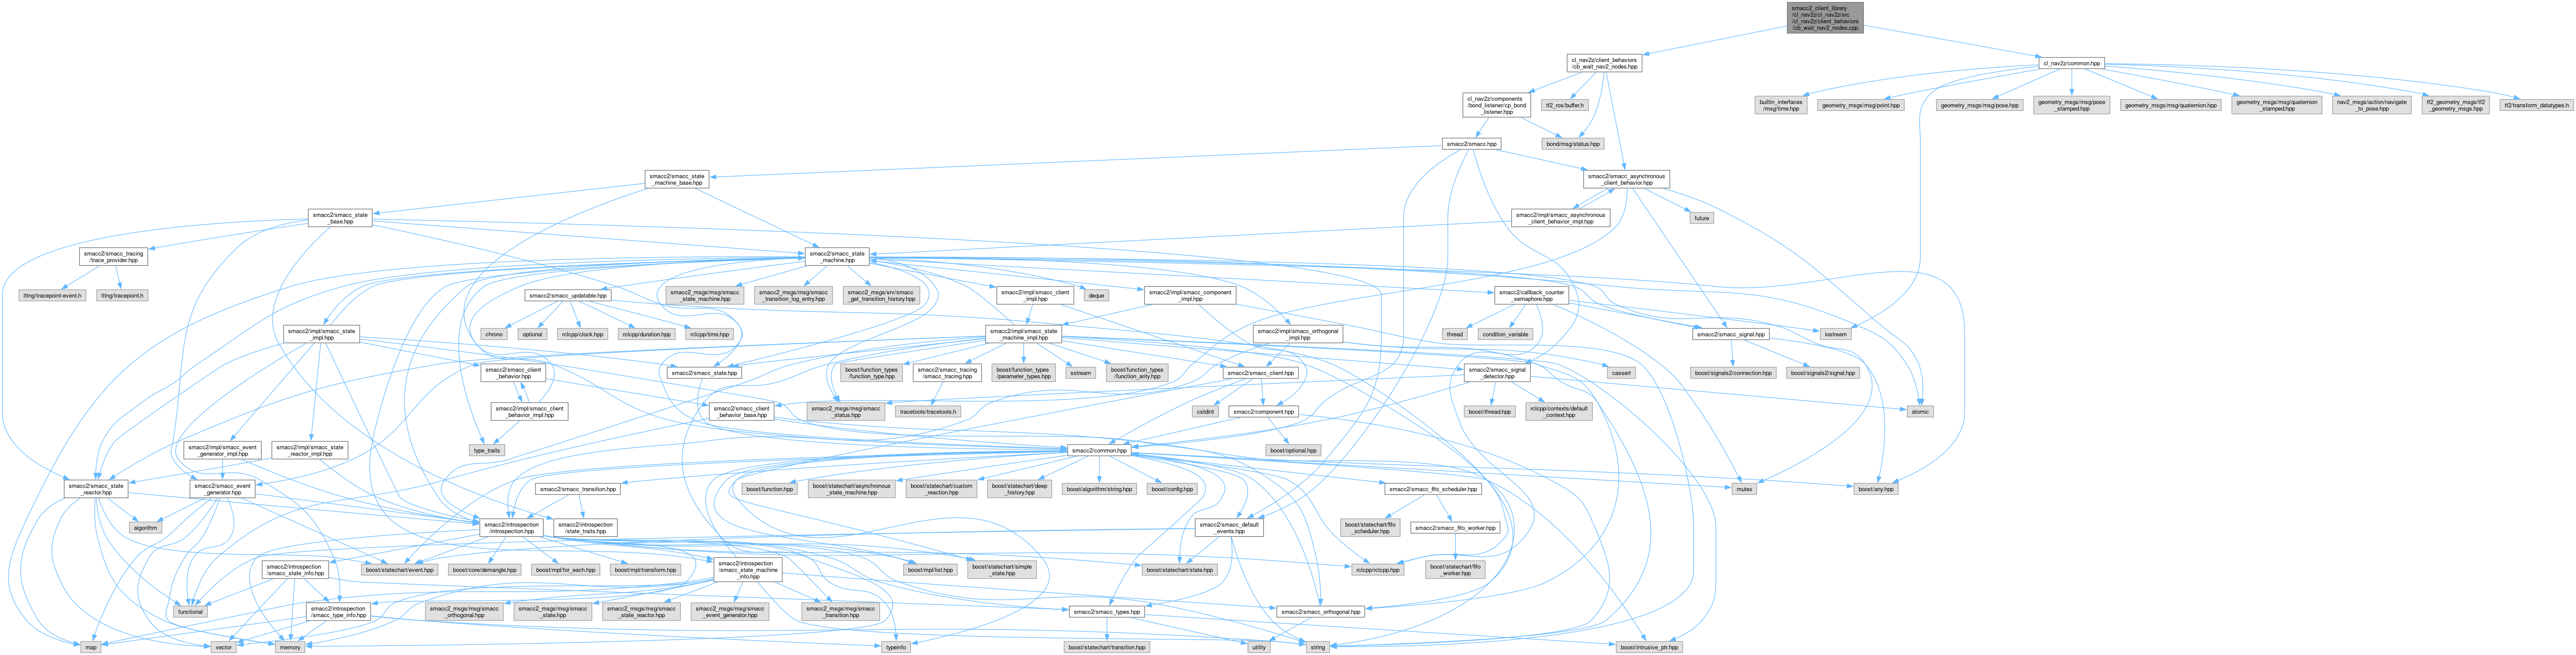 smacc2_client_library
/cl_nav2z/cl_nav2z/src
/cl_nav2z/client_behaviors
/cb_wait_nav2_nodes.cpp
cl_nav2z/client_behaviors
/cb_wait_nav2_nodes.hpp
cl_nav2z/common.hpp
cl_nav2z/components
/bond_listener/cp_bond
_listener.hpp
tf2_ros/buffer.h
builtin_interfaces
/msg/time.hpp
geometry_msgs/msg/point.hpp
geometry_msgs/msg/pose.hpp
geometry_msgs/msg/pose
_stamped.hpp
geometry_msgs/msg/quaternion.hpp
geometry_msgs/msg/quaternion
_stamped.hpp
nav2_msgs/action/navigate
_to_pose.hpp
tf2_geometry_msgs/tf2
_geometry_msgs.hpp
tf2/transform_datatypes.h
smacc2/smacc.hpp
bond/msg/status.hpp
smacc2/smacc_state
_machine_base.hpp
smacc2/smacc_asynchronous
_client_behavior.hpp
smacc2/smacc_state
_base.hpp
smacc2/impl/smacc_asynchronous
_client_behavior_impl.hpp
future
smacc2/smacc_tracing
/trace_provider.hpp
smacc2/smacc_state
_machine.hpp
lttng/tracepoint-event.h
lttng/tracepoint.h
smacc2/smacc_updatable.hpp
smacc2_msgs/msg/smacc
_state_machine.hpp
smacc2_msgs/msg/smacc
_transition_log_entry.hpp
smacc2_msgs/srv/smacc
_get_transition_history.hpp
smacc2/impl/smacc_client
_impl.hpp
deque
smacc2/impl/smacc_component
_impl.hpp
smacc2/callback_counter
_semaphore.hpp
smacc2/impl/smacc_state
_impl.hpp
chrono
optional
rclcpp/clock.hpp
rclcpp/duration.hpp
rclcpp/time.hpp
smacc2/impl/smacc_state
_machine_impl.hpp
smacc2/impl/smacc_orthogonal
_impl.hpp
thread
condition_variable
smacc2/smacc_signal.hpp
iostream
smacc2/smacc_client
_behavior.hpp
smacc2/smacc_state.hpp
boost/function_types
/function_type.hpp
smacc2/smacc_tracing
/smacc_tracing.hpp
boost/function_types
/parameter_types.hpp
sstream
boost/function_types
/function_arity.hpp
smacc2/smacc_client.hpp
smacc2/smacc_signal
_detector.hpp
cassert
boost/signals2/connection.hpp
boost/signals2/signal.hpp
smacc2/impl/smacc_client
_behavior_impl.hpp
smacc2/smacc_client
_behavior_base.hpp
smacc2_msgs/msg/smacc
_status.hpp
tracetools/tracetools.h
cstdint
smacc2/component.hpp
boost/thread.hpp
rclcpp/contexts/default
_context.hpp
atomic
smacc2/impl/smacc_event
_generator_impl.hpp
smacc2/impl/smacc_state
_reactor_impl.hpp
type_traits
smacc2/common.hpp
boost/optional.hpp
smacc2/smacc_state
_reactor.hpp
smacc2/smacc_event
_generator.hpp
smacc2/smacc_transition.hpp
boost/function.hpp
boost/statechart/asynchronous
_state_machine.hpp
boost/statechart/custom
_reaction.hpp
boost/statechart/deep
_history.hpp
boost/algorithm/string.hpp
boost/config.hpp
smacc2/smacc_fifo_scheduler.hpp
mutex
boost/any.hpp
algorithm
smacc2/introspection
/introspection.hpp
smacc2/introspection
/state_traits.hpp
smacc2/smacc_default
_events.hpp
boost/statechart/fifo
_scheduler.hpp
smacc2/smacc_fifo_worker.hpp
smacc2/introspection
/smacc_state_info.hpp
boost/statechart/event.hpp
boost/core/demangle.hpp
boost/mpl/for_each.hpp
boost/mpl/transform.hpp
smacc2/introspection
/smacc_state_machine
_info.hpp
boost/mpl/list.hpp
boost/statechart/simple
_state.hpp
boost/statechart/state.hpp
rclcpp/rclcpp.hpp
boost/statechart/fifo
_worker.hpp
functional
smacc2/introspection
/smacc_type_info.hpp
smacc2_msgs/msg/smacc
_orthogonal.hpp
smacc2_msgs/msg/smacc
_state.hpp
smacc2_msgs/msg/smacc
_state_reactor.hpp
smacc2_msgs/msg/smacc
_event_generator.hpp
smacc2_msgs/msg/smacc
_transition.hpp
smacc2/smacc_types.hpp
smacc2/smacc_orthogonal.hpp
map
vector
memory
typeinfo
boost/statechart/transition.hpp
utility
string
boost/intrusive_ptr.hpp